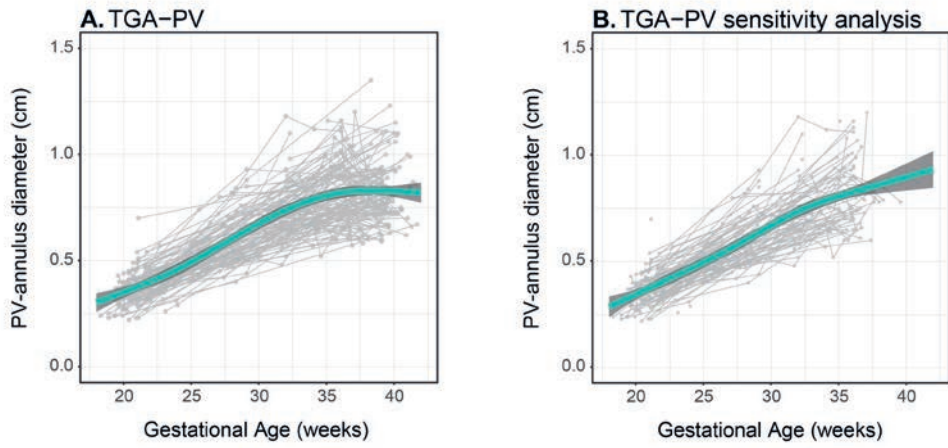 A. TGA-PV
1.5
1.0
0.5
0.0
PV-annulus diameter (cm)
20 25 30 35 40
Gestational Age (weeks)
B. TGA-PV sensitivity analysis
1.5
1.0
0.5
0.0
PV-annulus diameter (cm)
20 25 30 35 40
Gestational Age (weeks)